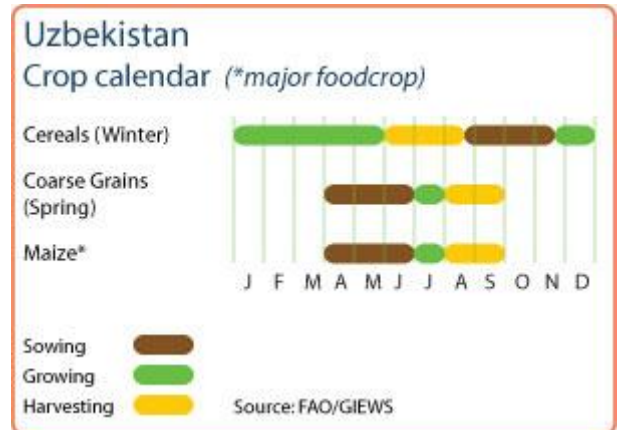 Uzbekistan
Crop calendar (*major foodcrop)
Cereals (Winter)
Coarse Grains
(Spring)
Maize*
J F M A M J J A S O N D
Sowing
Growing
Harvesting
Source: FAO/GIEWS